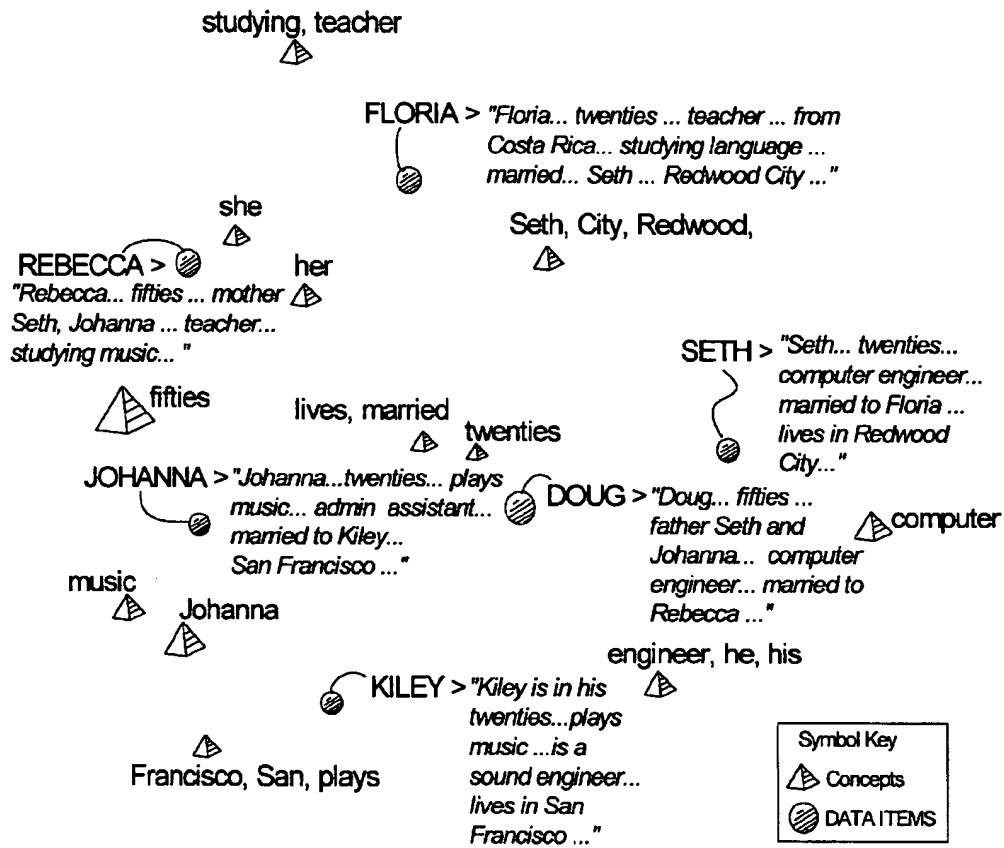 studying, teacher
FLORIA > "Floria... twenties ... teacher ... from
Costa Rica... studying language ...
married... Seth ... Redwood City ..."
she
Seth, City, Redwood,
REBECCA >
her
"Rebecca... fifties ... mother
Seth, Johanna ... teacher...
studying music... "
SETH > "Seth... twenties...
computer engineer...
married to Floria ...
lives in Redwood
City..."
fifties
lives, married
twenties
JOHANNA > "Johanna...twenties... plays
music... admin assistant...
married to Kiley...
San Francisco ..."
DOUG > "Doug... fifties ...
father Seth and
Johanna... computer
engineer... married to
Rebecca ..."
computer
music
Johanna
engineer, he, his
KILEY > "Kiley is in his
twenties...plays
music ...is a
sound engineer...
lives in San
Francisco ..."
Francisco, San, plays
Symbol Key
Concepts
DATA ITEMS